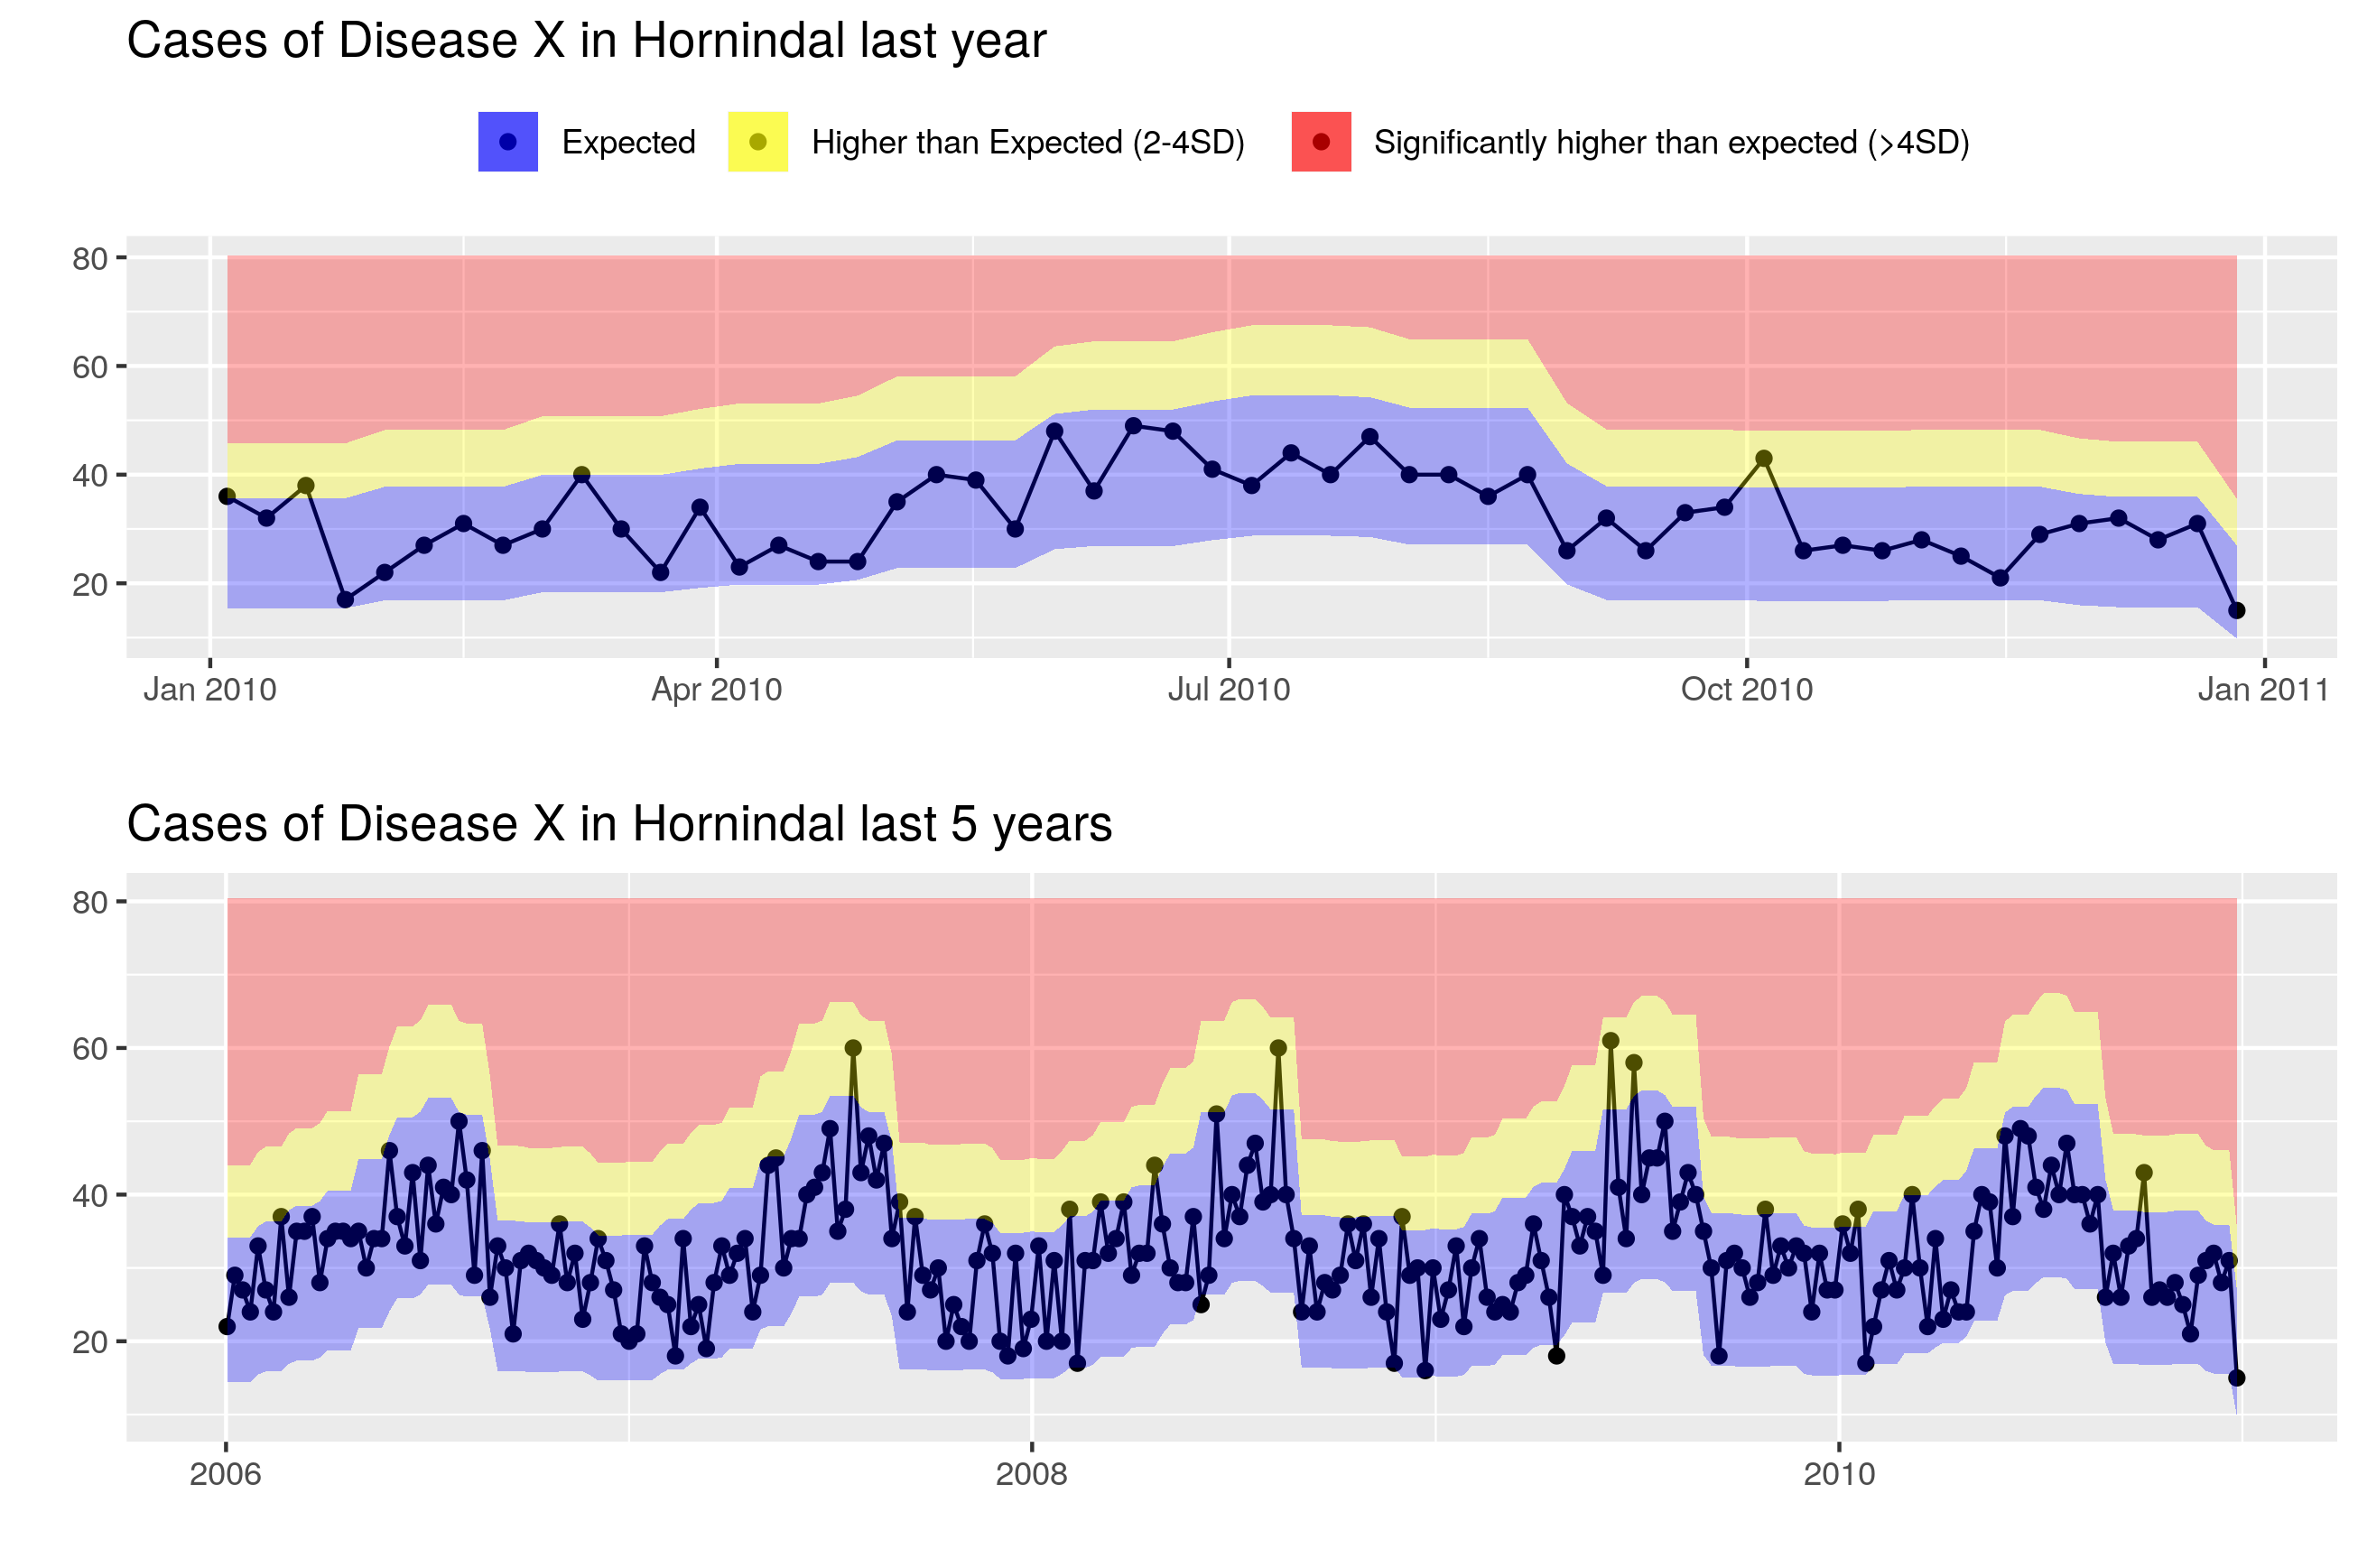 Cases of Disease X in Hornindal last year
Expected Higher than Expected (2-4SD) Significantly higher than expected (>4SD)
80
60
40
20
Jan 2010 Apr 2010 Jul 2010 Oct 2010 Jan 2011
Cases of Disease X in Hornindal last 5 years
80
60
40
20
2006 2008 2010